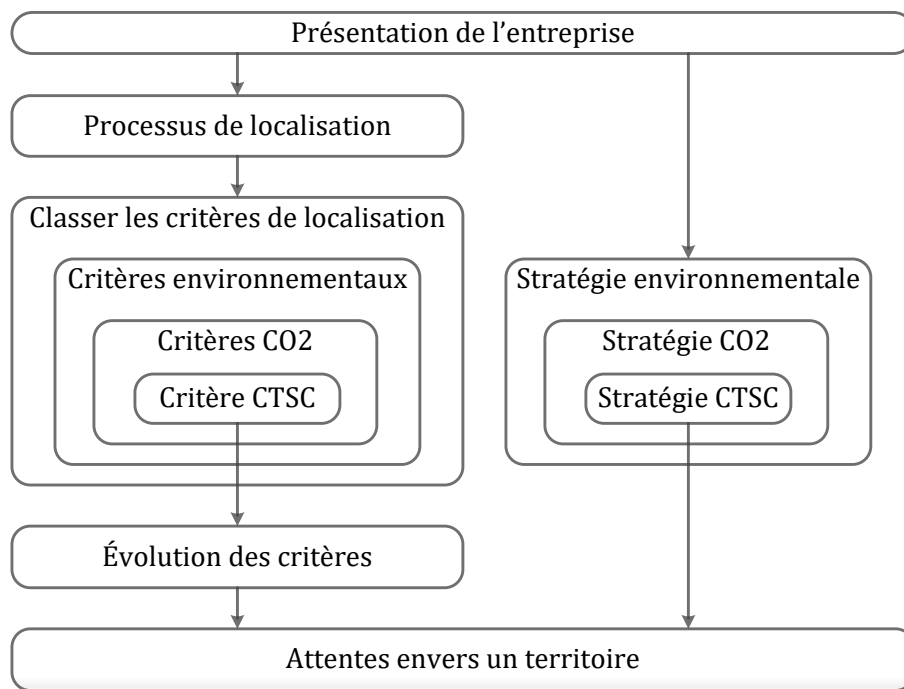 Présentation de l’entreprise
Processus de localisation
Classer les critères de localisation
Critères environnementaux
Critères CO2
Critère CTSC
Stratégie environnementale
Stratégie CO2
Stratégie CTSC
Évolution des critères
Attentes envers un territoire